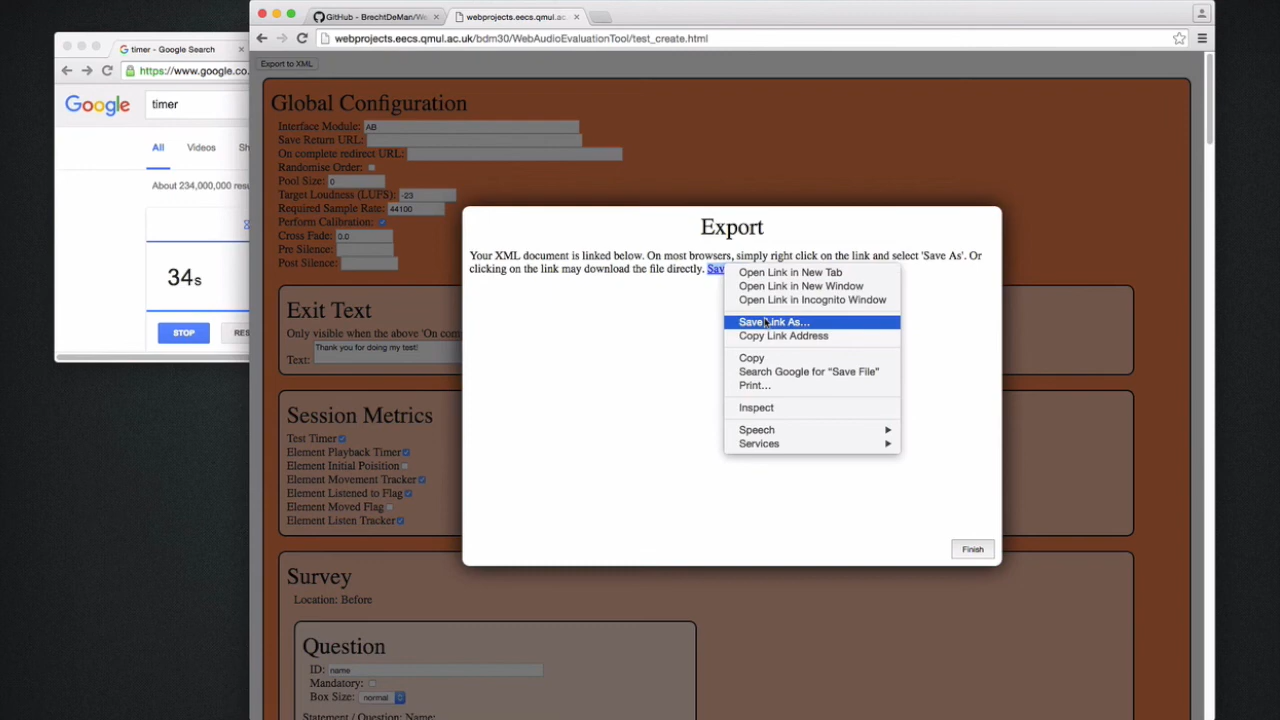 timer - Google Search
https://www.google.co.
Google
timer
All Videos
About 234,000,000
34s
STOP
GitHub - BrechtDeMan/
webprojects.eecs.qmul.ac.
webprojects.eecs.qmul.ac.uk/bdm30/WebAudioEvaluationTool/test_create.html
Export to XML
Global Configuration
Interface Module: AB
Save Return URL:
On complete redirect URL:
Randomise Order:
Pool Size: 0
Target Loudness (LUFS): -23
Required Sample Rate: 44100
Perform Calibration:
Cross Fade: 0.0
Pre Silence:
Post Silence:
Exit Text
Only visible when the above 'On
Text: Thank you for doing my test!
Session Metrics
Test Timer
Element Playback Timer
Element Initial Poisition
Element Movement Tracker
Element Listened to Flag
Element Moved Flag
Element Listen Tracker
Survey
Location: Before
Question
ID: name
Mandatory:
Box Size: normal
Statement / Question: Name:
Export
Your XML document is linked below. On most browsers, simply right click on the link and select 'Save As'. Or
clicking on the link may download the file directly. Sav
Open Link in New Tab
Open Link in New Window
Open Link in Incognito Window
Save Link As...
Copy Link Address
Copy
Search Google for "Save File"
Print...
Inspect
Speech
Services
Finish